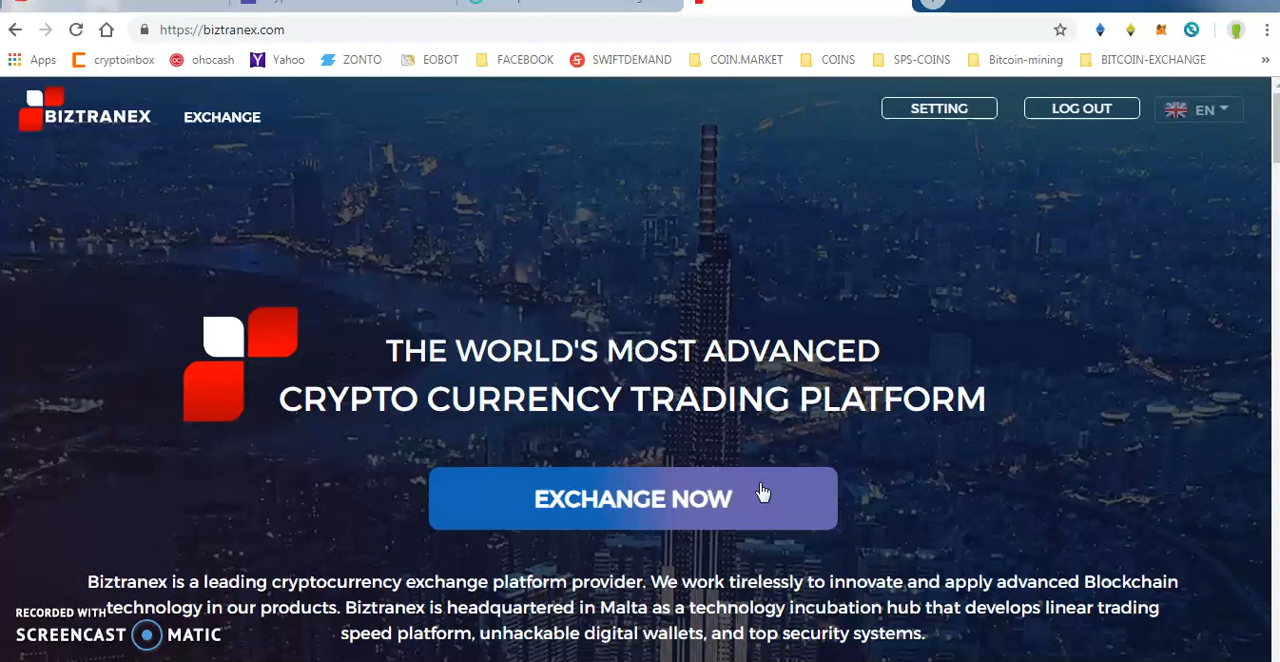 https://biztranex.com
Apps cryptoinbox ohocash Yahoo ZONTO EOBOT FACEBOOK SWIFTDEMAND COIN.MARKET COINS SPS-COINS Bitcoin-mining BITCOIN-EXCHANGE »
BIZTRANEX EXCHANGE SETTING LOG OUT EN
THE WORLD'S MOST ADVANCED
CRYPTO CURRENCY TRADING PLATFORM
EXCHANGE NOW
Biztranex is a leading cryptocurrency exchange platform provider. We work tirelessly to innovate and apply advanced Blockchain
technology in our products. Biztranex is headquartered in Malta as a technology incubation hub that develops linear trading
speed platform, unhackable digital wallets, and top security systems.
RECORDED WITH
SCREENCAST MATIC